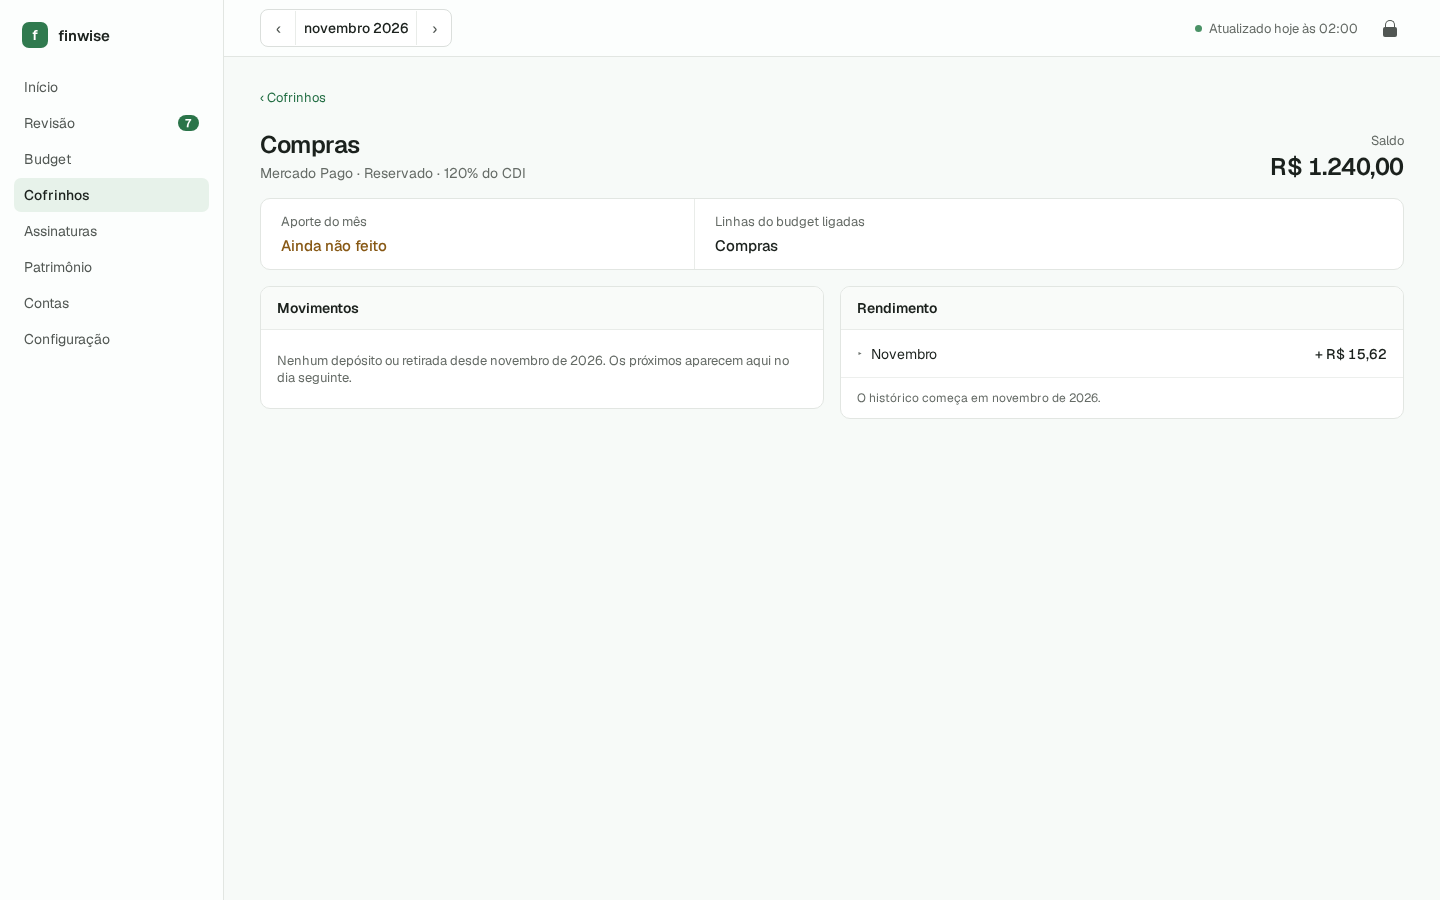 f finwise
‹ novembro 2026 ›
Atualizado hoje às 02:00
Início
Revisão 7
Budget
Cofrinhos
Assinaturas
Patrimônio
Contas
Configuração
‹ Cofrinhos
Compras
Mercado Pago · Reservado · 120% do CDI
Saldo
R$ 1.240,00
Aporte do mês
Ainda não feito
Linhas do budget ligadas
Compras
Movimentos
Nenhum depósito ou retirada desde novembro de 2026. Os próximos aparecem aqui no
dia seguinte.
Rendimento
Novembro + R$ 15,62
O histórico começa em novembro de 2026.